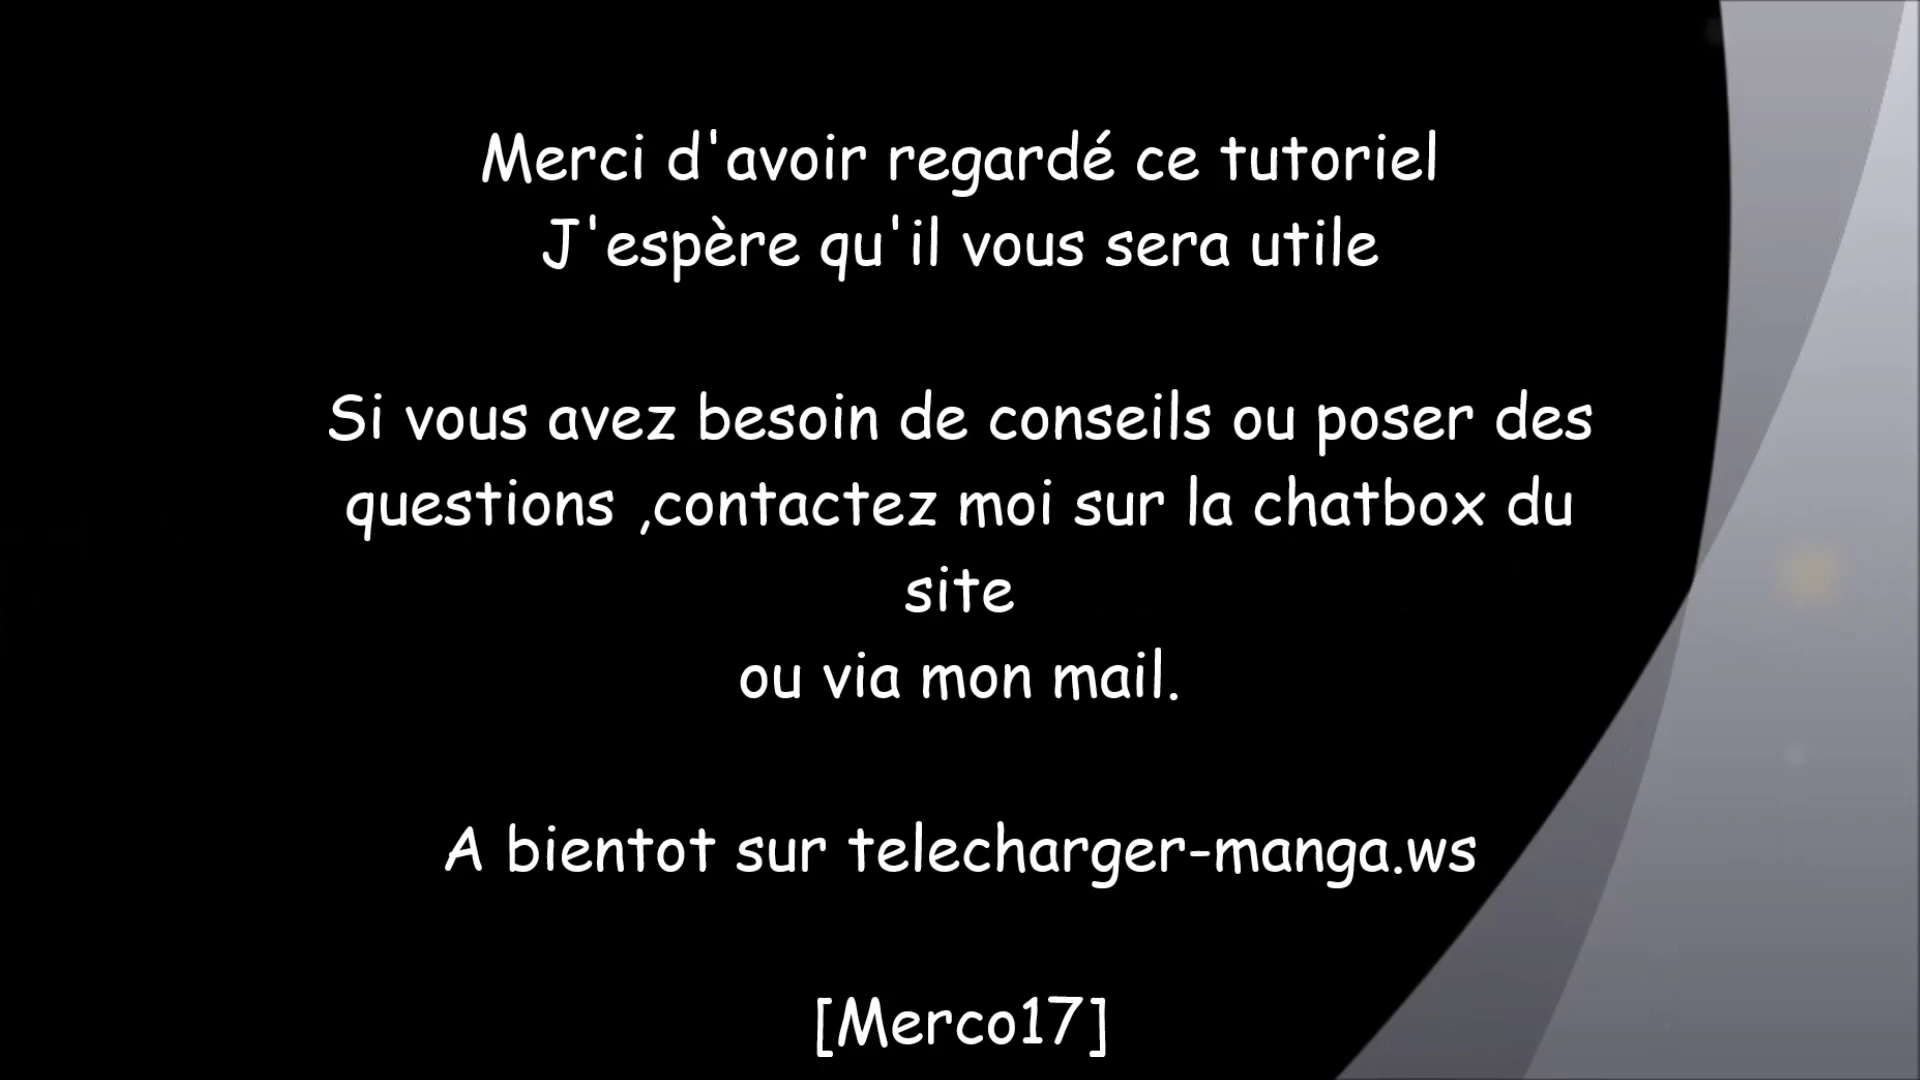 Merci d'avoir regardé ce tutoriel
J'espère qu'il vous sera utile
Si vous avez besoin de conseils ou poser des
questions ,contactez moi sur la chatbox du
site
ou via mon mail.
A bientot sur telecharger-manga.ws
[Merco17]